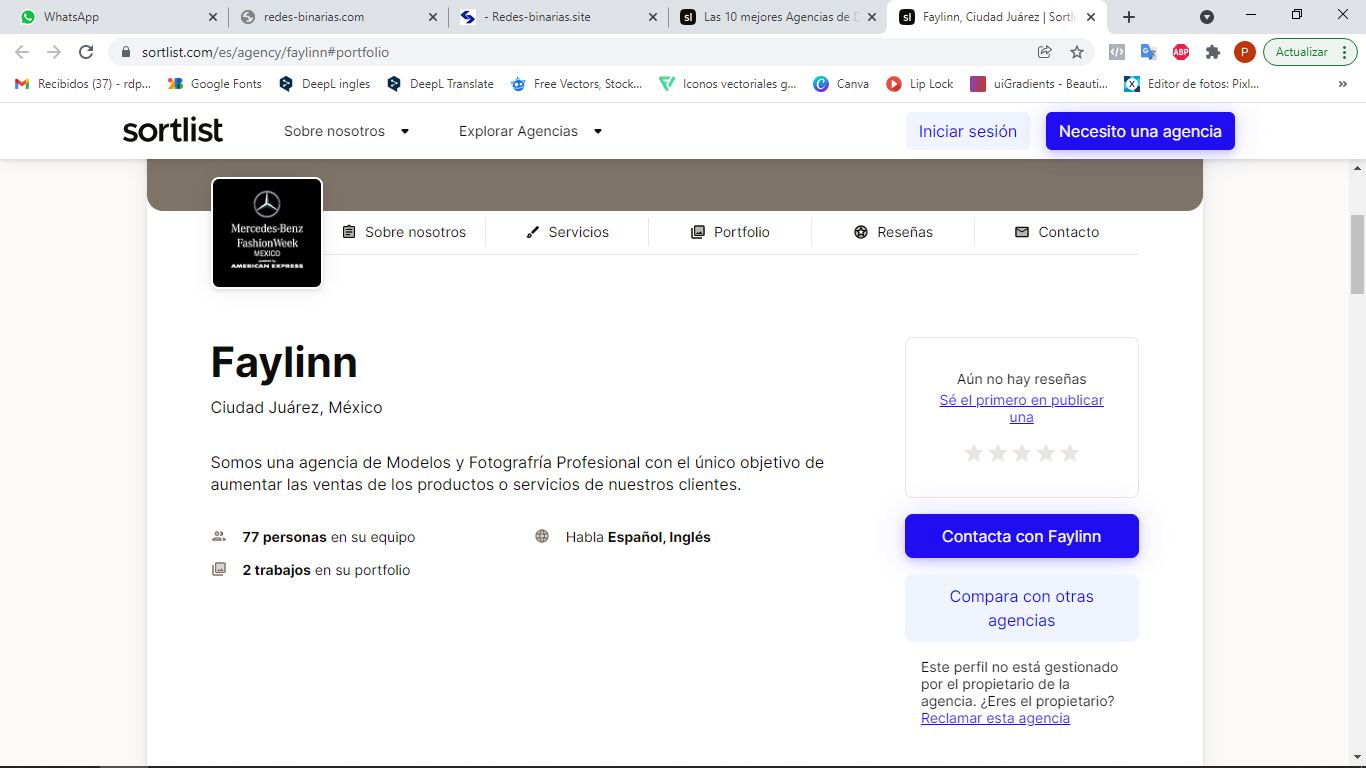 WhatsApp
redes-binarias.com
- Redes-binarias.site
Las 10 mejores Agencias de D
Faylinn, Ciudad Juárez | Sortli
sortlist.com/es/agency/faylinn#portfolio
ABP
P
Actualizar
Recibidos (37) - rdp...
Google Fonts
DeepL ingles
DeepL Translate
Free Vectors, Stock...
Iconos vectoriales g...
Canva
Lip Lock
uiGradients - Beauti...
Editor de fotos: Pixl...
»
sortlist
Sobre nosotros
Explorar Agencias
Iniciar sesión
Necesito una agencia
Mercedes-Benz
FashionWeek
MEXICO
powered by
AMERICAN EXPRESS
Sobre nosotros
Servicios
Portfolio
Reseñas
Contacto
Faylinn
Ciudad Juárez, México
Somos una agencia de Modelos y Fotografría Profesional con el único objetivo de
aumentar las ventas de los productos o servicios de nuestros clientes.
77 personas en su equipo
Habla Español, Inglés
2 trabajos en su portfolio
Aún no hay reseñas
Sé el primero en publicar
una
Contacta con Faylinn
Compara con otras
agencias
Este perfil no está gestionado
por el propietario de la
agencia. ¿Eres el propietario?
Reclamar esta agencia